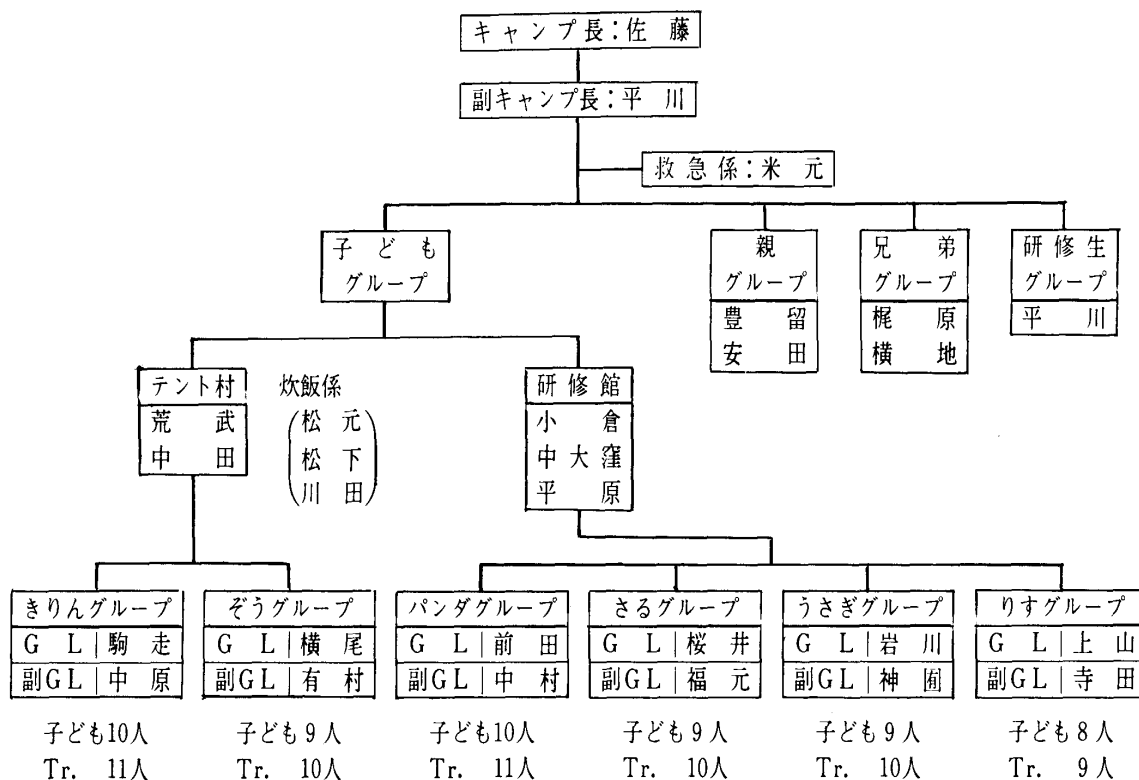 キャンプ長：佐藤
副キャンプ長：平川
救急係：米元
子ども
グループ
親
グループ
豊留
安田
兄弟
グループ
梶原
横地
研修生
グループ
平川
テント村
荒武
中田
炊飯係
(松元
松下
川田)
研修館
小倉
中大窪
平原
きりんグループ
GL 駒走
副GL 中原
子ども10人
Tr. 11人
ぞうグループ
GL 横尾
副GL 有村
子ども9人
Tr. 10人
パンダグループ
GL 前田
副GL 中村
子ども10人
Tr. 11人
さるグループ
GL 桜井
副GL 福元
子ども9人
Tr. 10人
うさぎグループ
GL 岩川
副GL 神囿
子ども9人
Tr. 10人
りすグループ
GL 上山
副GL 寺田
子ども8人
Tr. 9人